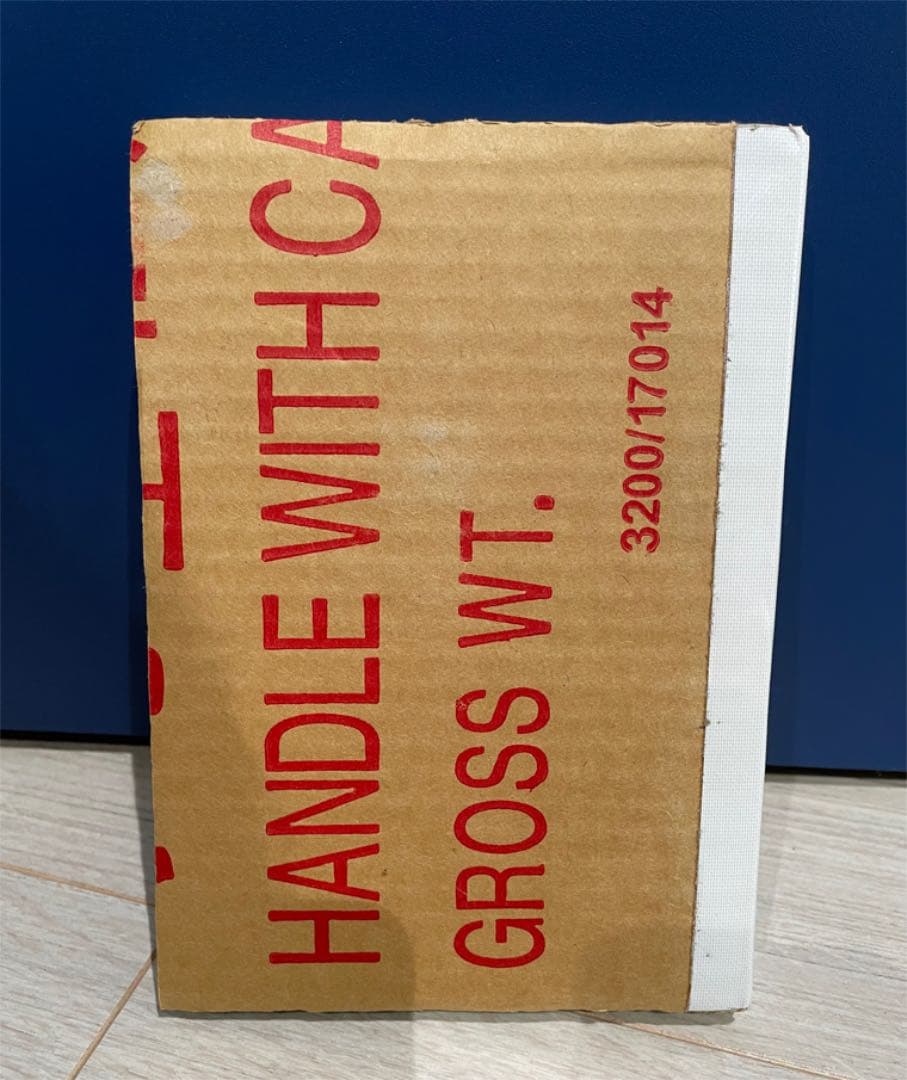 HANDLE WITH CA
GROSS WT.
3200/17014